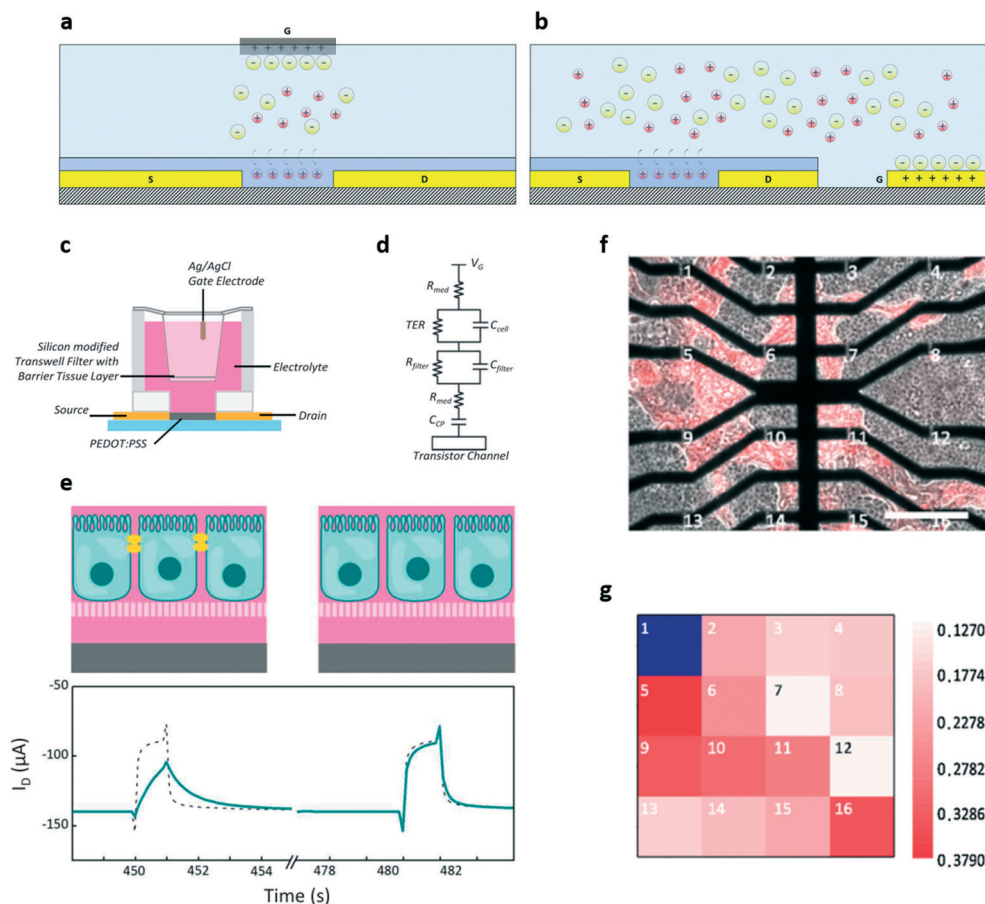 a
G
+ + + + + +
- - - - -
S
D
b
S
D
G
+ + + + + +
c
Ag/AgCl
Gate Electrode
Silicon modified
Transwell Filter with
Barrier Tissue Layer
Electrolyte
Source
Drain
PEDOT:PSS
d
V_G
R_med
TER
C_cell
R_filter
C_filter
R_med
C_CP
Transistor Channel
e
-50
-100
-150
I_D (μA)
450 452 454 478 480 482
Time (s)
f
1 2 3 4
5 6 7 8
9 10 11 12
13 14 15 16
g
1 2 3 4
5 6 7 8
9 10 11 12
13 14 15 16
0.1270
0.1774
0.2278
0.2782
0.3286
0.3790